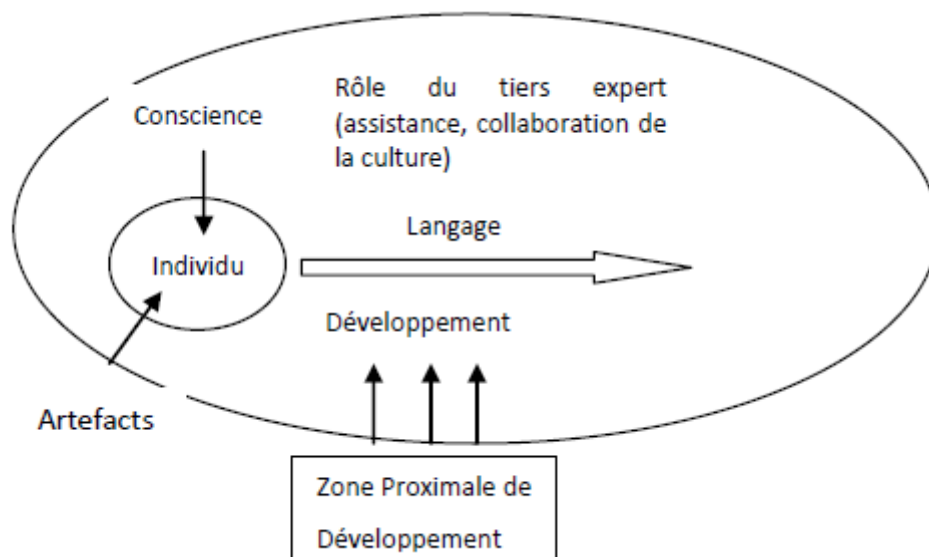 Rôle du tiers expert
(assistance, collaboration de
la culture)
Conscience
Langage
Individu
Développement
Artefacts
Zone Proximale de
Développement